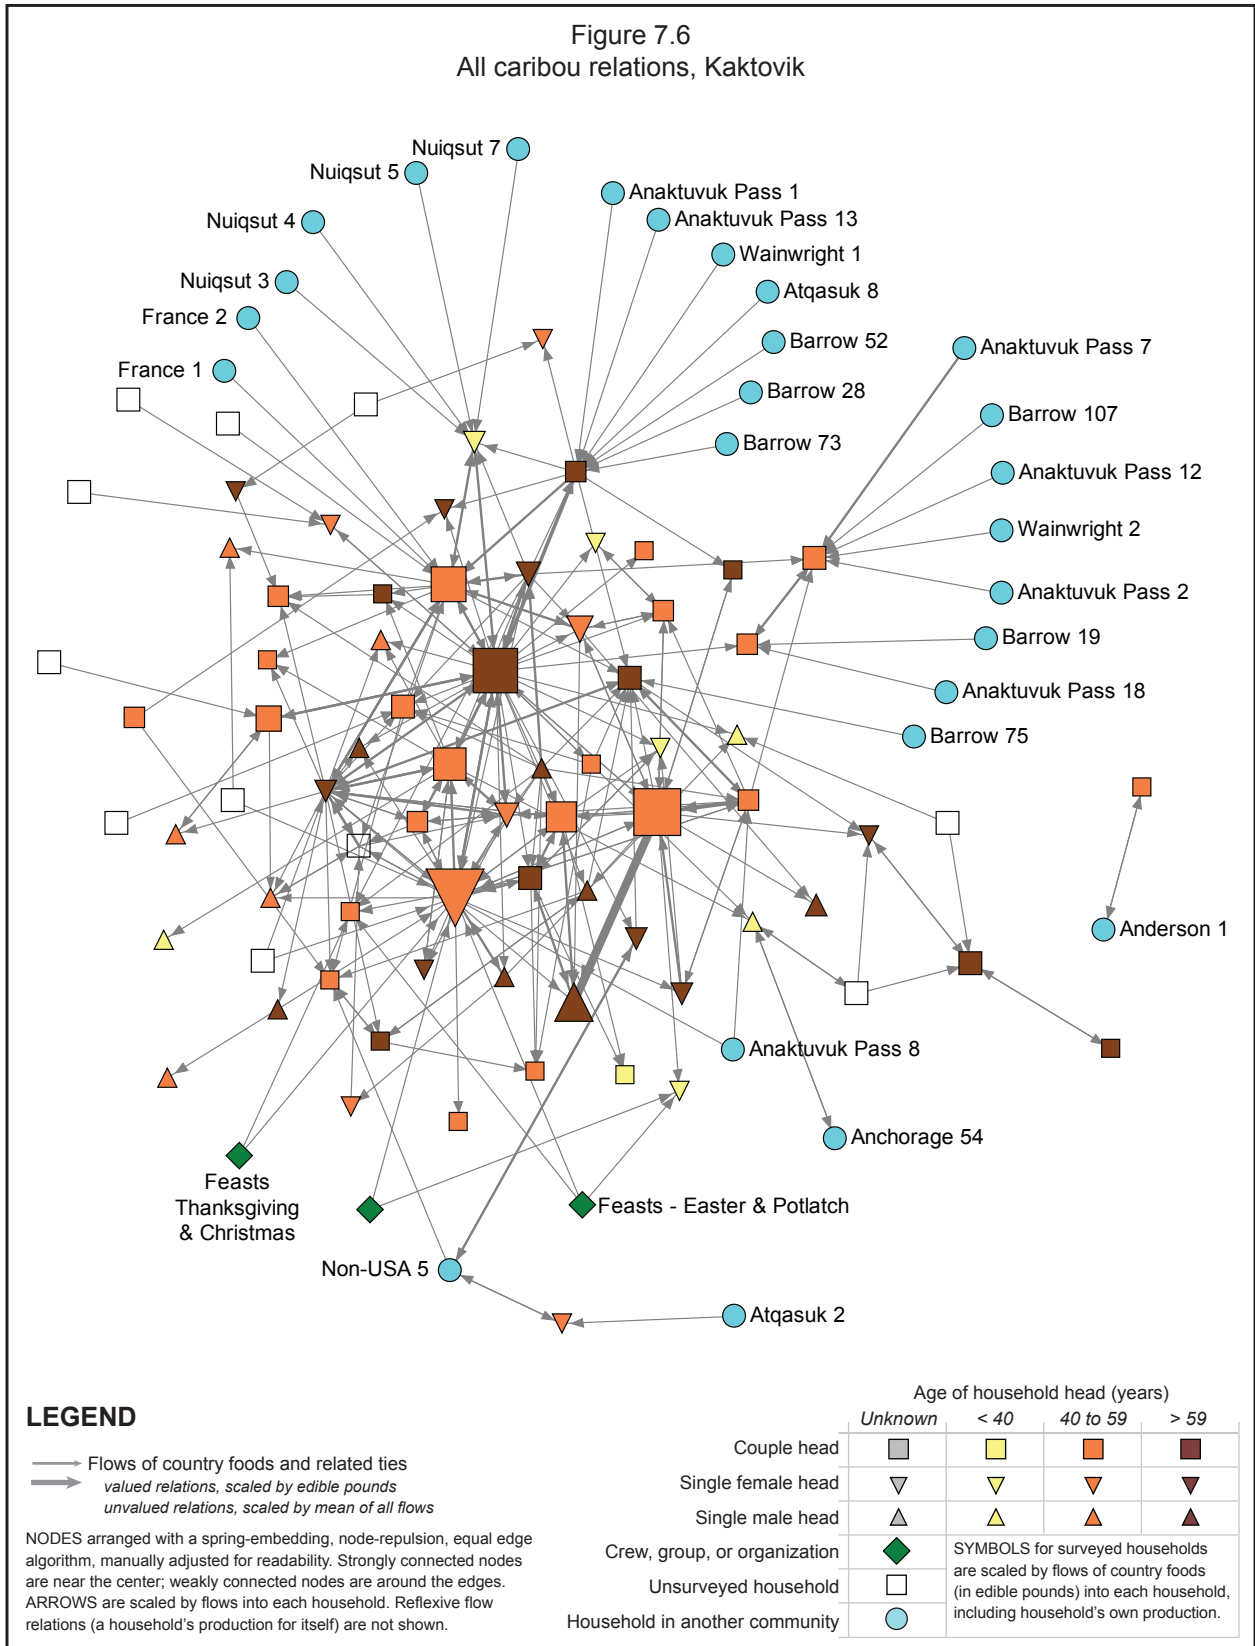 Figure 7.6
All caribou relations, Kaktovik
Nuiqsut 7
Nuiqsut 5
Anaktuvuk Pass 1
Anaktuvuk Pass 13
Nuiqsut 4
Wainwright 1
Nuiqsut 3
Atqasuk 8
France 2
Barrow 52
Anaktuvuk Pass 7
France 1
Barrow 28
Barrow 107
Barrow 73
Anaktuvuk Pass 12
Wainwright 2
Anaktuvuk Pass 2
Barrow 19
Anaktuvuk Pass 18
Barrow 75
Anderson 1
Anaktuvuk Pass 8
Anchorage 54
Feasts
Thanksgiving
& Christmas
Feasts - Easter & Potlatch
Non-USA 5
Atqasuk 2
LEGEND
Flows of country foods and related ties
valued relations, scaled by edible pounds
unvalued relations, scaled by mean of all flows
NODES arranged with a spring-embedding, node-repulsion, equal edge
algorithm, manually adjusted for readability. Strongly connected nodes
are near the center; weakly connected nodes are around the edges.
ARROWS are scaled by flows into each household. Reflexive flow
relations (a household's production for itself) are not shown.
Age of household head (years)
Unknown < 40 40 to 59 > 59
Couple head
Single female head
Single male head
Crew, group, or organization
Unsurveyed household
Household in another community
SYMBOLS for surveyed households
are scaled by flows of country foods
(in edible pounds) into each household,
including household's own production.